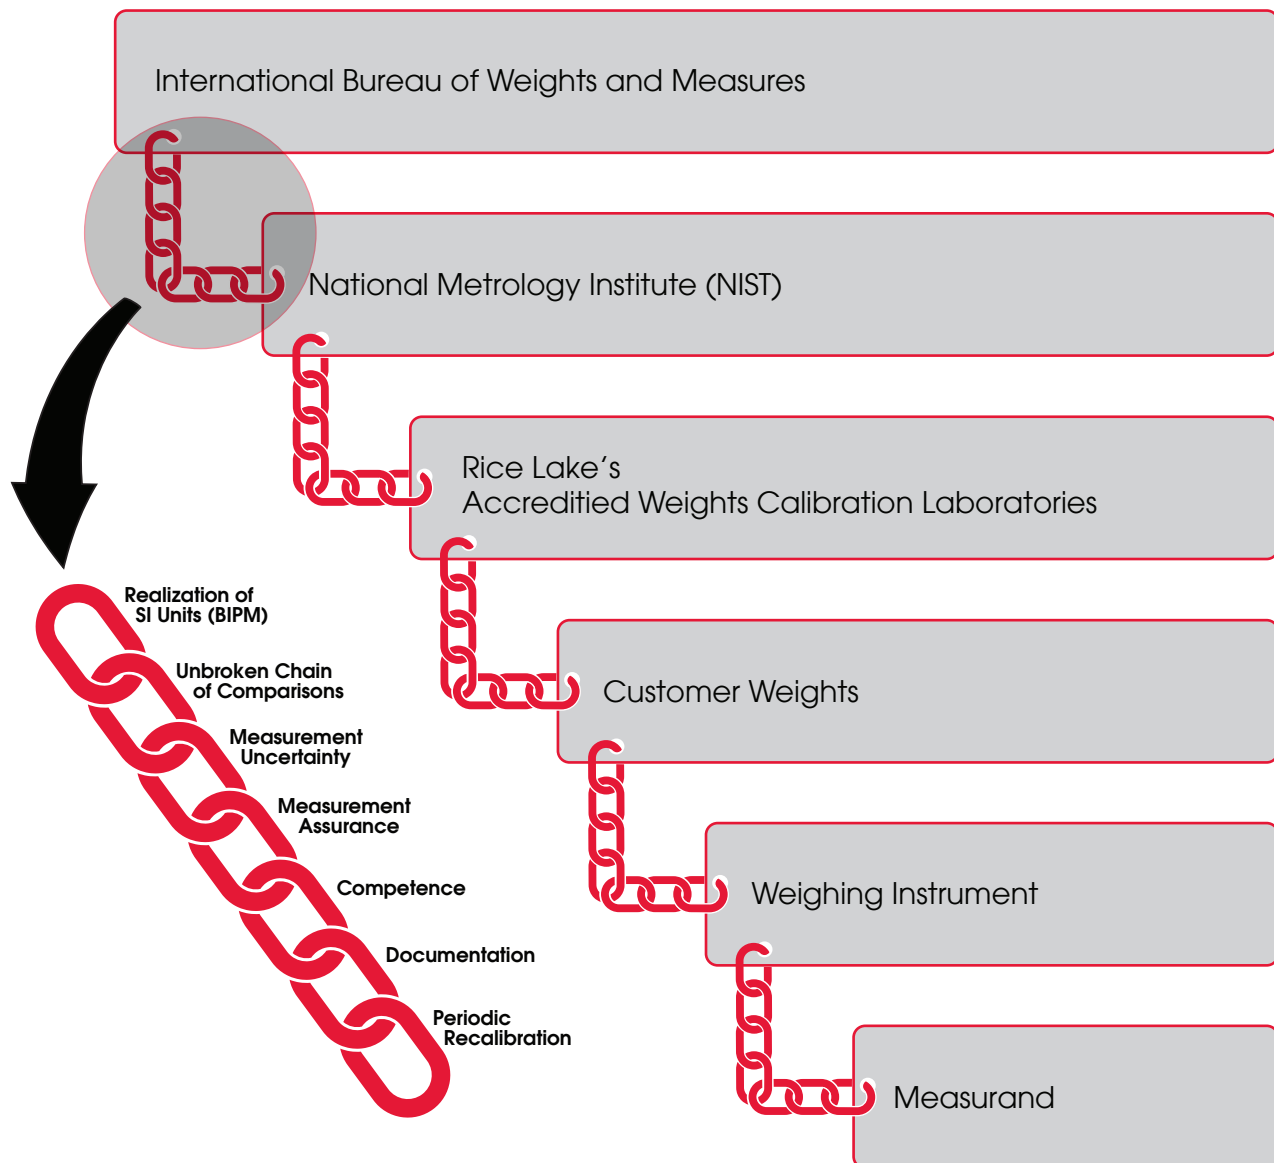 International Bureau of Weights and Measures
National Metrology Institute (NIST)
Rice Lake's
Accreditied Weights Calibration Laboratories
Customer Weights
Weighing Instrument
Measurand
Realization of
SI Units (BIPM)
Unbroken Chain
of Comparisons
Measurement
Uncertainty
Measurement
Assurance
Competence
Documentation
Periodic
Recalibration